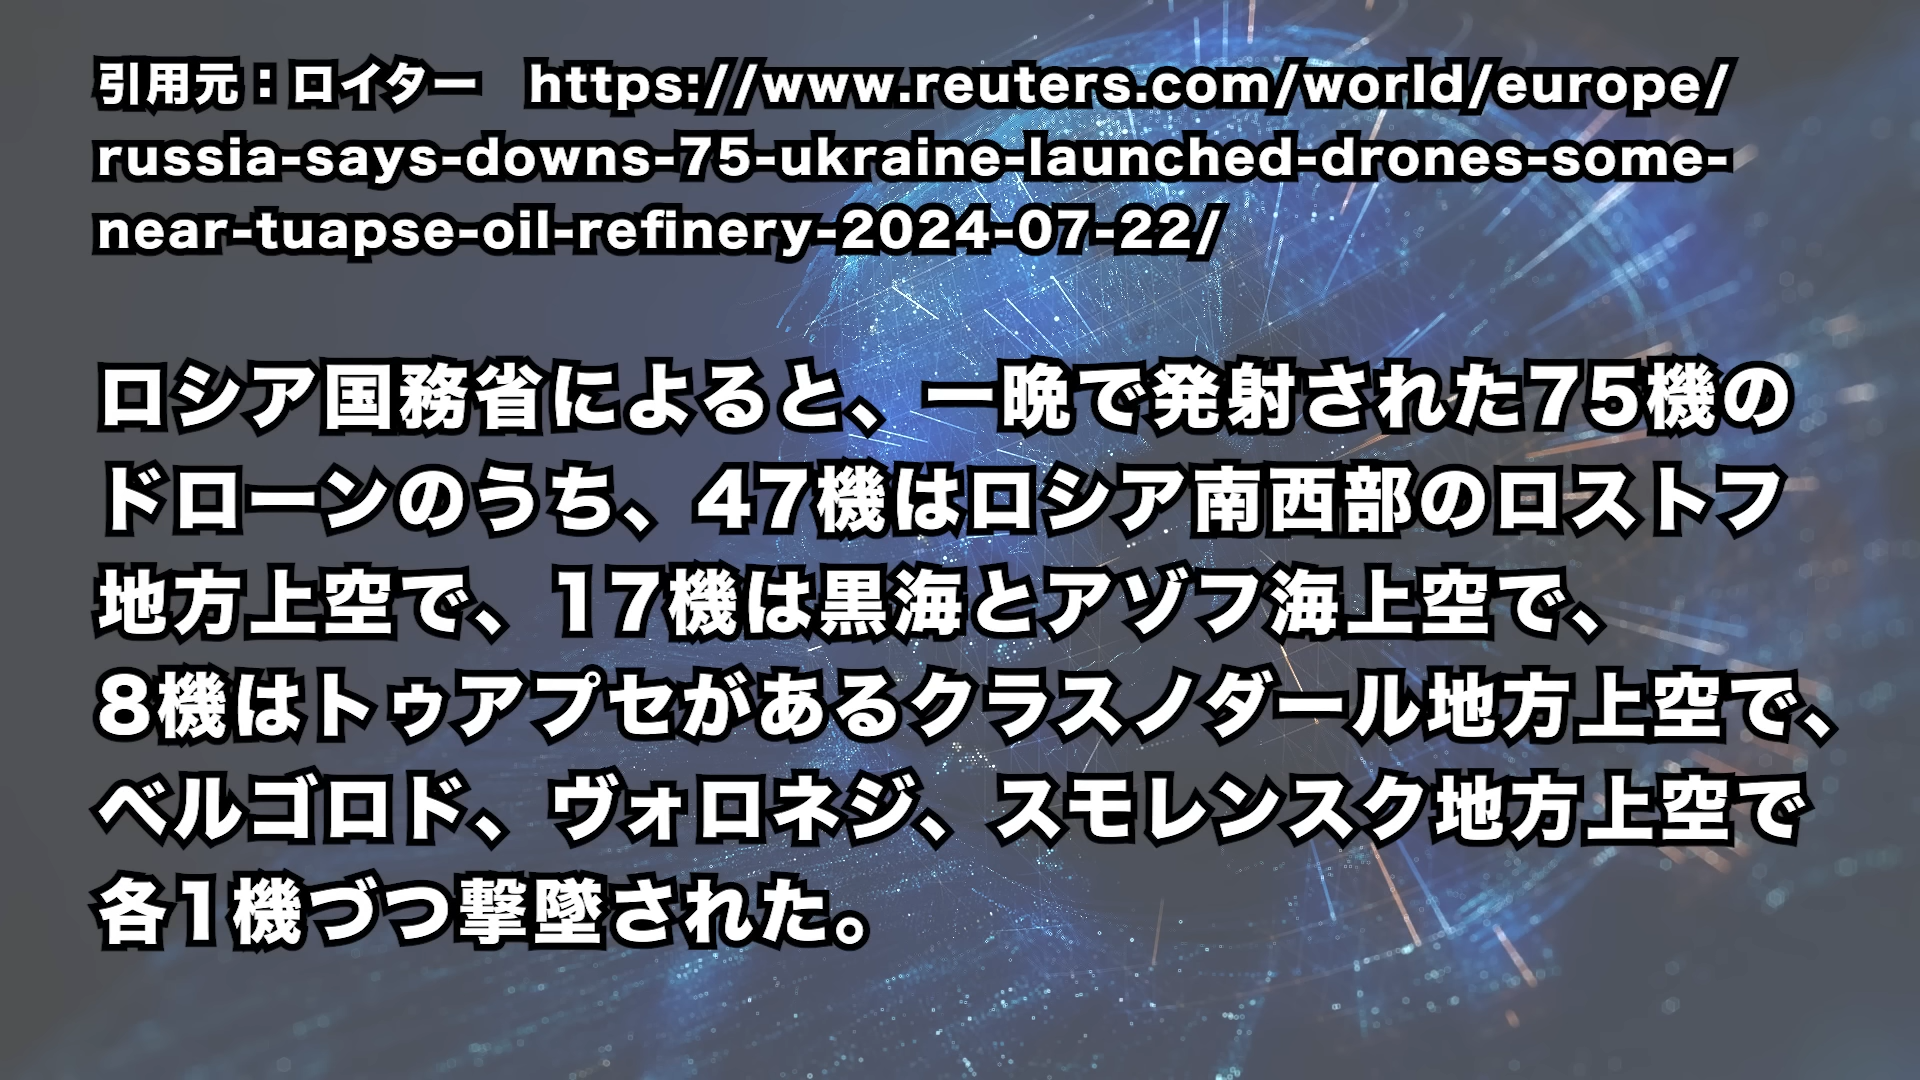 引用元：ロイター　https://www.reuters.com/world/europe/
russia-says-downs-75-ukraine-launched-drones-some-
near-tuapse-oil-refinery-2024-07-22/
ロシア国務省によると、一晩で発射された75機の
ドローンのうち、47機はロシア南西部のロストフ
地方上空で、17機は黒海とアゾフ海上空で、
8機はトゥアプセがあるクラスノダール地方上空で、
ベルゴロド、ヴォロネジ、スモレンスク地方上空で
各1機づつ撃墜された。